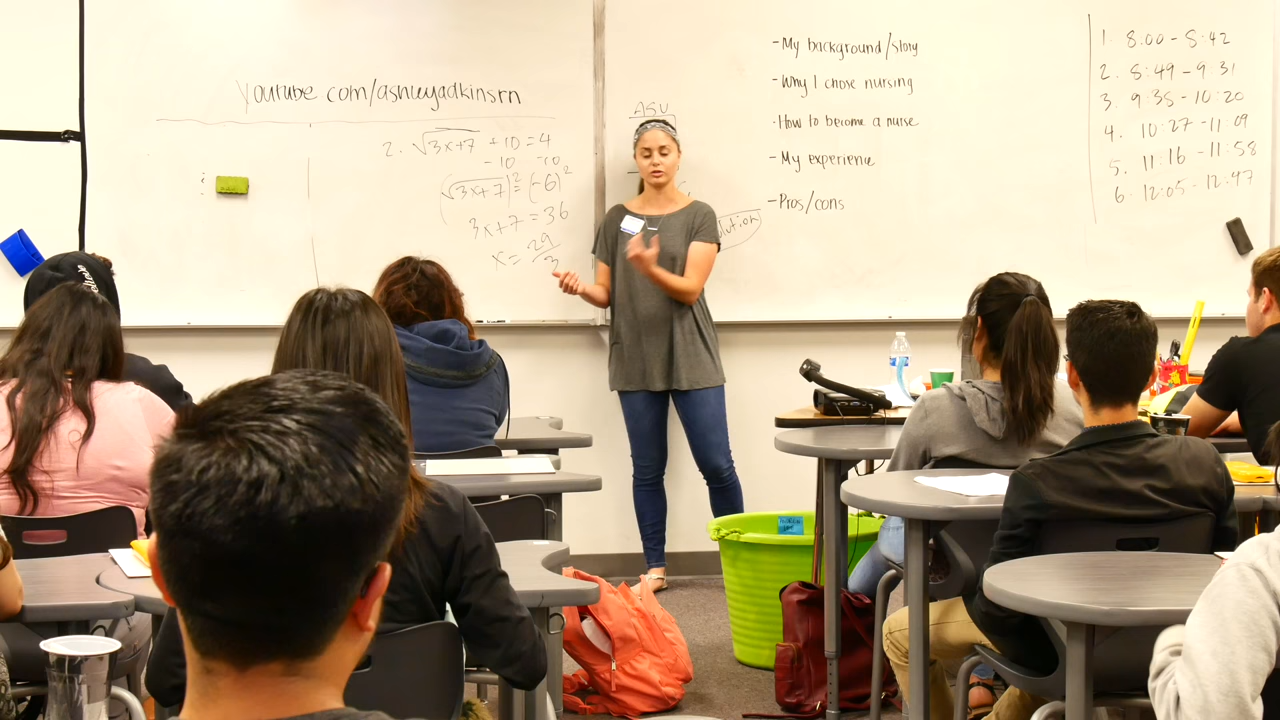 Youtube com/ashleyadkinsrn
2. √3x+7 +10 = 4
-10 -10
(√3x+7)² = (-6)²
3x+7 = 36
x = 29/3
ASU
-My background/story
-Why I chose nursing
-How to become a nurse
-My experience
-Pros/cons
1. 8:00 - 8:42
2. 8:49 - 9:31
3. 9:38 - 10:20
4. 10:27 - 11:09
5. 11:16 - 11:58
6. 12:05 - 12:47